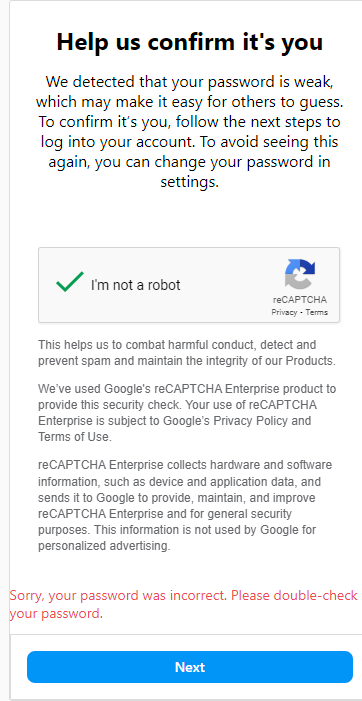 Help us confirm it's you
We detected that your password is weak,
which may make it easy for others to guess.
To confirm it's you, follow the next steps to
log into your account. To avoid seeing this
again, you can change your password in
settings.
I'm not a robot
reCAPTCHA
Privacy - Terms
This helps us to combat harmful conduct, detect and
prevent spam and maintain the integrity of our Products.
We've used Google's reCAPTCHA Enterprise product to
provide this security check. Your use of reCAPTCHA
Enterprise is subject to Google's Privacy Policy and
Terms of Use.
reCAPTCHA Enterprise collects hardware and software
information, such as device and application data, and
sends it to Google to provide, maintain, and improve
reCAPTCHA Enterprise and for general security
purposes. This information is not used by Google for
personalized advertising.
Sorry, your password was incorrect. Please double-check
your password.
Next